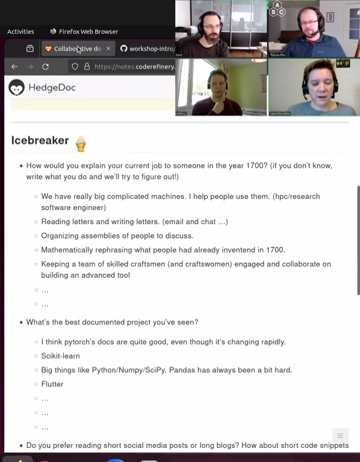 Activities
Firefox Web Browser
Collaborative do
workshop-intro/
https://notes.coderefinery.
HedgeDoc
Icebreaker
• How would you explain your current job to someone in the year 1700? (if you don't know,
write what you do and we'll try to figure out!)
◦ We have really big complicated machines. I help people use them. (hpc/research
software engineer)
◦ Reading letters and writing letters. (email and chat …)
◦ Organizing assemblies of people to discuss.
◦ Mathematically rephrasing what people had already inventend in 1700.
◦ Keeping a team of skilled craftsmen (and craftswomen) engaged and collaborate on
building an advanced tool
◦ …
◦ …
• What's the best documented project you've seen?
◦ I think pytorch's docs are quite good, even though it's changing rapidly.
◦ Scikit-learn
◦ Big things like Python/Numpy/SciPy. Pandas has always been a bit hard.
◦ Flutter
◦ …
◦ …
◦ …
• Do you prefer reading short social media posts or long blogs? How about short code snippets